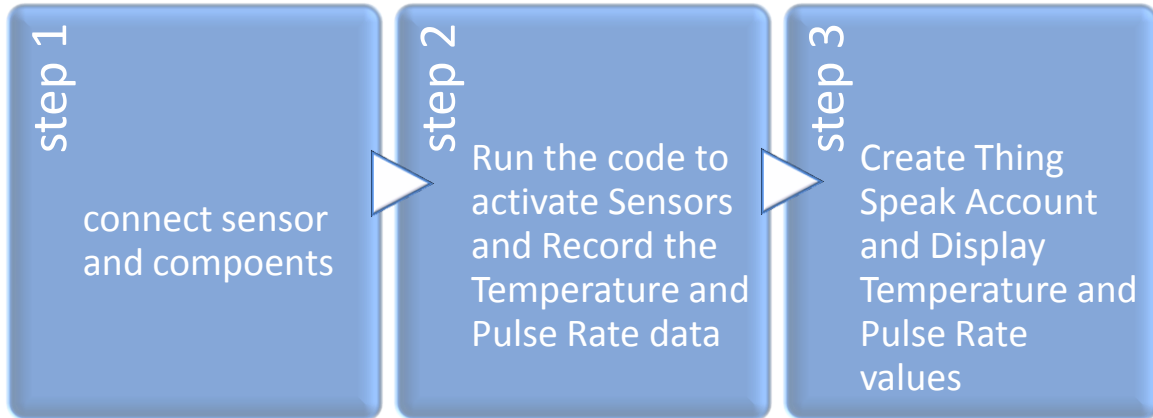 step 1
connect sensor
and compoents
step 2
Run the code to
activate Sensors
and Record the
Temperature and
Pulse Rate data
step 3
Create Thing
Speak Account
and Display
Temperature and
Pulse Rate
values